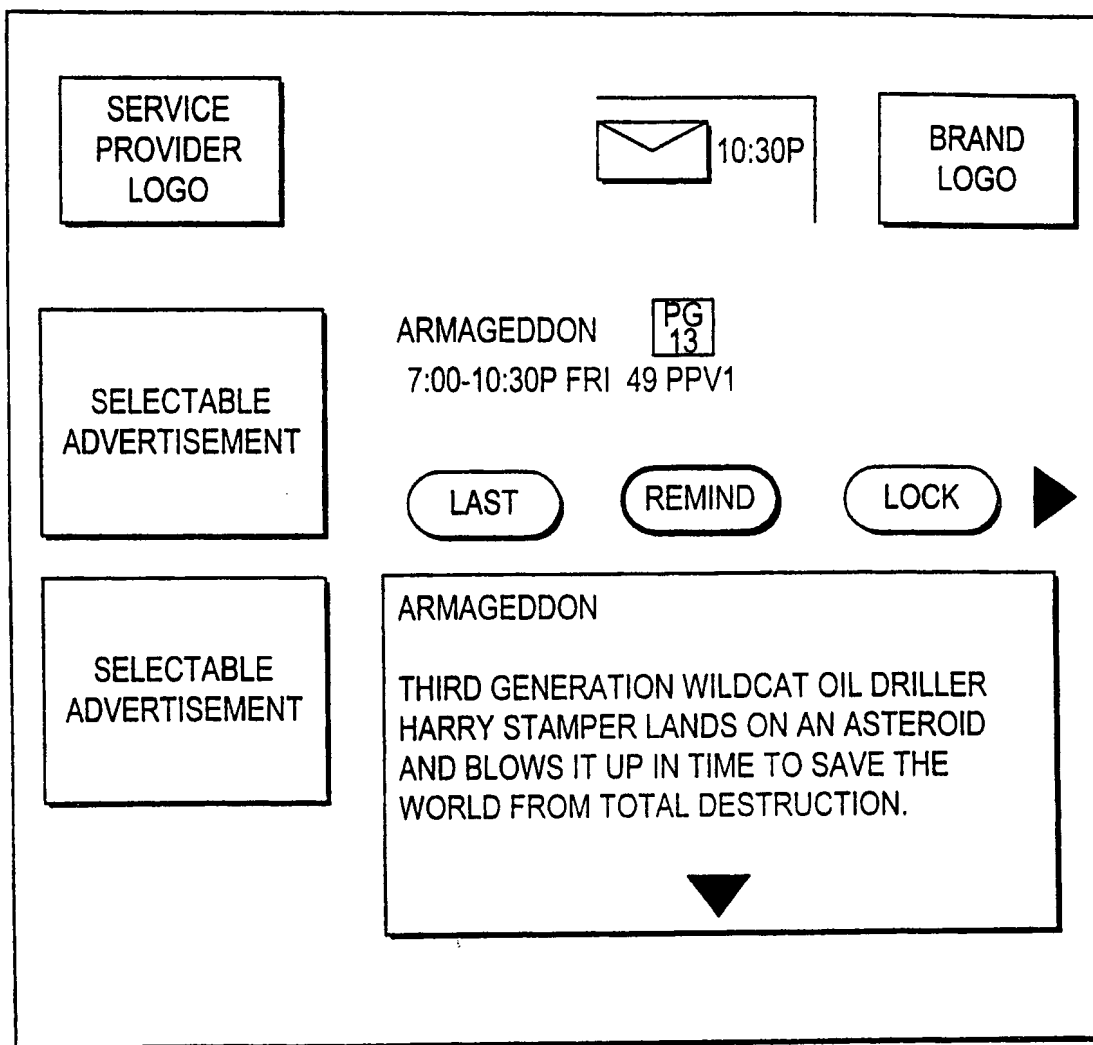 SERVICE
PROVIDER
LOGO
10:30P
BRAND
LOGO
SELECTABLE
ADVERTISEMENT
ARMAGEDDON
PG
13
7:00-10:30P FRI 49 PPV1
LAST
REMIND
LOCK
SELECTABLE
ADVERTISEMENT
ARMAGEDDON
THIRD GENERATION WILDCAT OIL DRILLER
HARRY STAMPER LANDS ON AN ASTEROID
AND BLOWS IT UP IN TIME TO SAVE THE
WORLD FROM TOTAL DESTRUCTION.